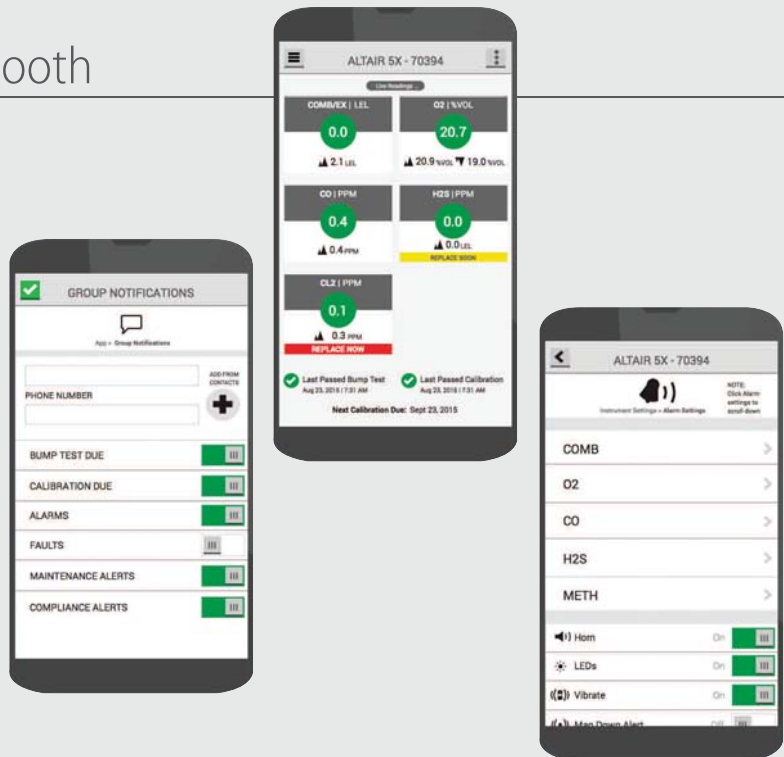 ooth
ALTAIR 5X - 70394
Live Readings
COMB/EX | LEL
O2 | %VOL
0.0
20.7
2.1 LEL
20.9 %VOL 19.0 %VOL
CO | PPM
H2S | PPM
0.4
0.0
0.4 PPM
0.0 LEL
REPLACE SOON
CL2 | PPM
0.1
0.3 PPM
REPLACE NOW
Last Passed Bump Test
Aug 23, 2015 | 7:31 AM
Last Passed Calibration
Aug 23, 2015 | 7:31 AM
Next Calibration Due: Sept 23, 2015
GROUP NOTIFICATIONS
App > Group Notifications
ADD FROM
CONTACTS
PHONE NUMBER
BUMP TEST DUE
CALIBRATION DUE
ALARMS
FAULTS
MAINTENANCE ALERTS
COMPLIANCE ALERTS
ALTAIR 5X - 70394
Instrument Settings > Alarm Settings
NOTE:
Click Alarm
settings to
scroll down
COMB
O2
CO
H2S
METH
Horn On
LEDs On
Vibrate On
Man Down Alert Off